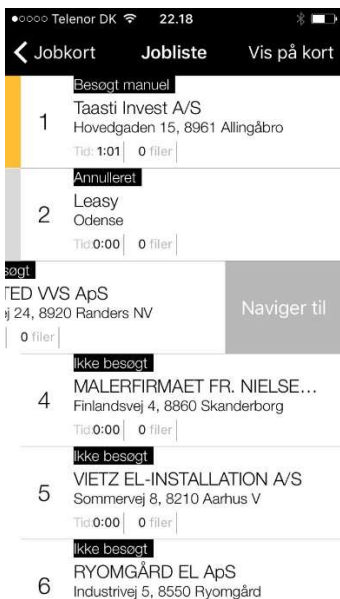 Telenor DK 22.18
Jobkort Jobliste Vis på kort
Besøgt manuel
1
Taasti Invest A/S
Hovedgaden 15, 8961 Allingåbro
Tid: 1:01 0 filer
Annulleret
2
Leasy
Odense
Tid:0:00 0 filer
søgt
TED VVS ApS
ej 24, 8920 Randers NV
0 filer
Naviger til
Ikke besøgt
4
MALERFIRMAET FR. NIELSE...
Finlandsvej 4, 8860 Skanderborg
Tid:0:00 0 filer
Ikke besøgt
5
VIETZ EL-INSTALLATION A/S
Sommervej 8, 8210 Aarhus V
Tid:0:00 0 filer
Ikke besøgt
6
RYOMGÅRD EL ApS
Industrivej 5, 8550 Ryomgård